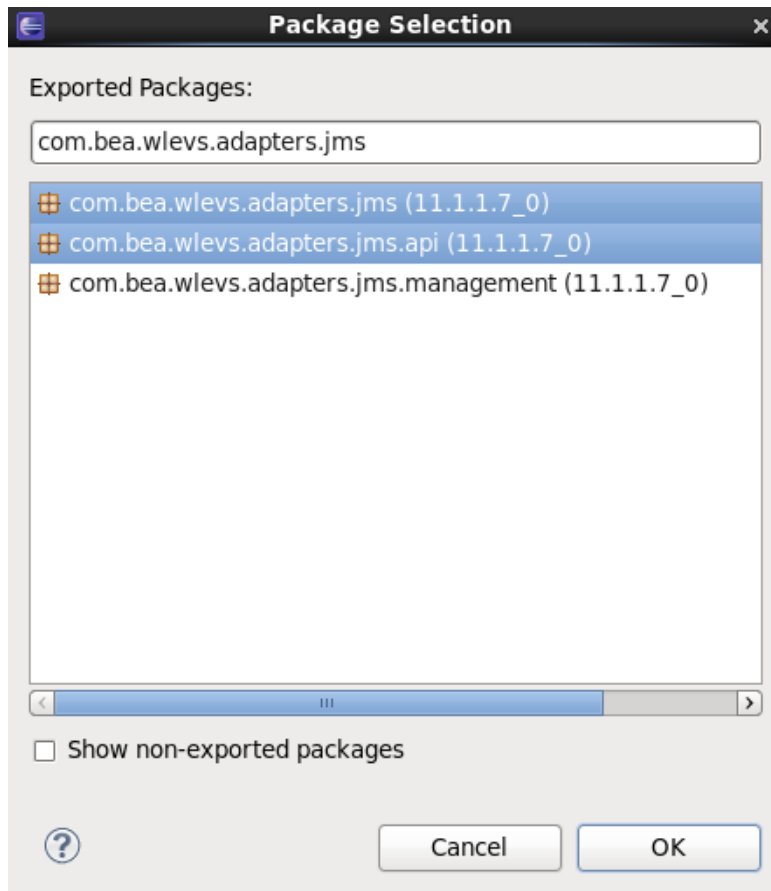 Package Selection
Exported Packages:
com.bea.wlevs.adapters.jms
com.bea.wlevs.adapters.jms (11.1.1.7_0)
com.bea.wlevs.adapters.jms.api (11.1.1.7_0)
com.bea.wlevs.adapters.jms.management (11.1.1.7_0)
Show non-exported packages
Cancel OK